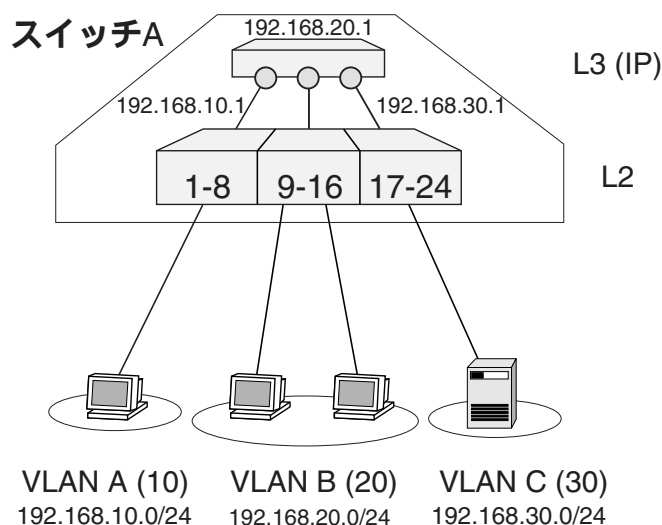 スイッチA
192.168.20.1
L3 (IP)
192.168.10.1
192.168.30.1
1-8
9-16
17-24
L2
VLAN A (10)
VLAN B (20)
VLAN C (30)
192.168.10.0/24
192.168.20.0/24
192.168.30.0/24